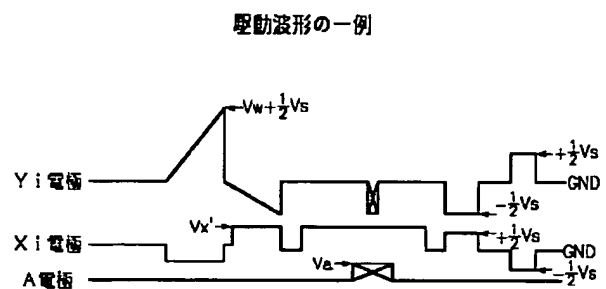 駆動波形の一例
Vw+1/2Vs
+1/2Vs
Yi電極
GND
-1/2Vs
Vx'
+1/2Vs
Xi電極
GND
Va
-1/2Vs
A電極